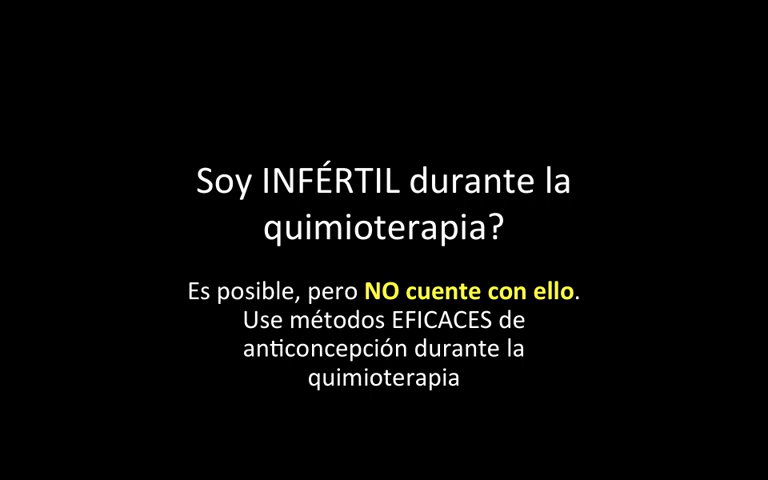 Soy INFÉRTIL durante la
quimioterapia?
Es posible, pero NO cuente con ello.
Use métodos EFICACES de
anticoncepción durante la
quimioterapia